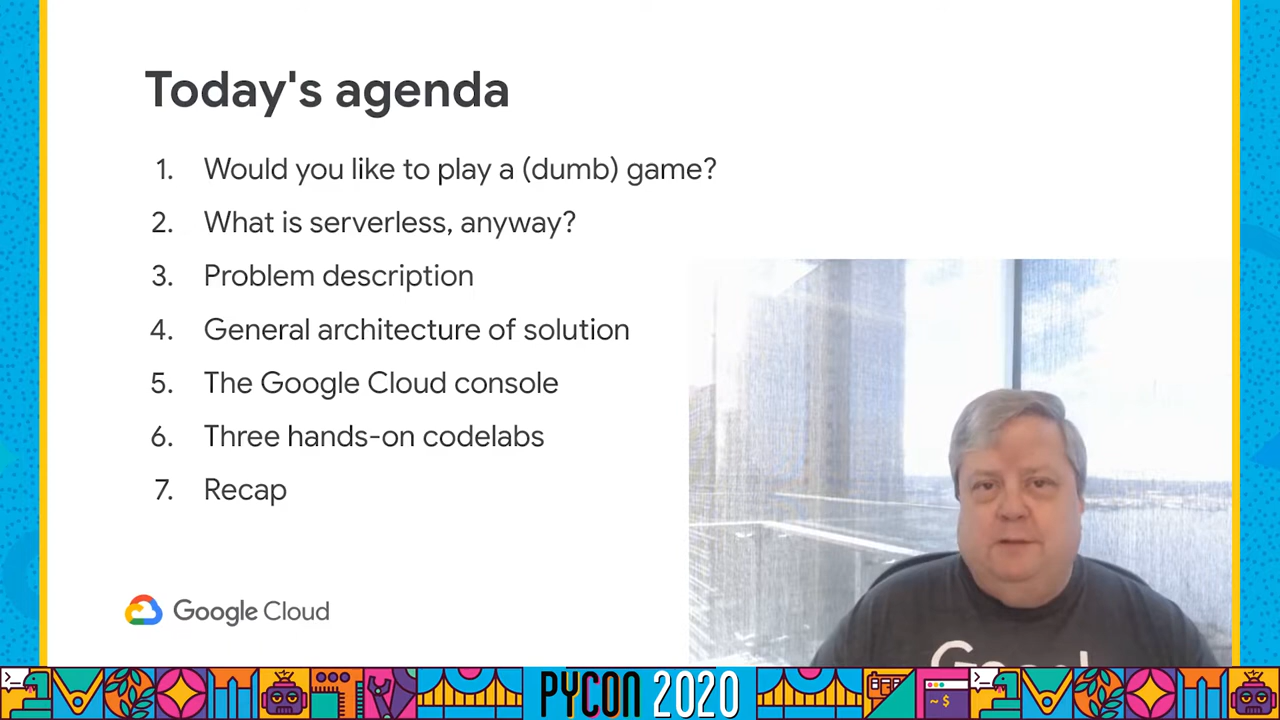 Today's agenda
1. Would you like to play a (dumb) game?
2. What is serverless, anyway?
3. Problem description
4. General architecture of solution
5. The Google Cloud console
6. Three hands-on codelabs
7. Recap
Google Cloud
PYCON 2020
~ $